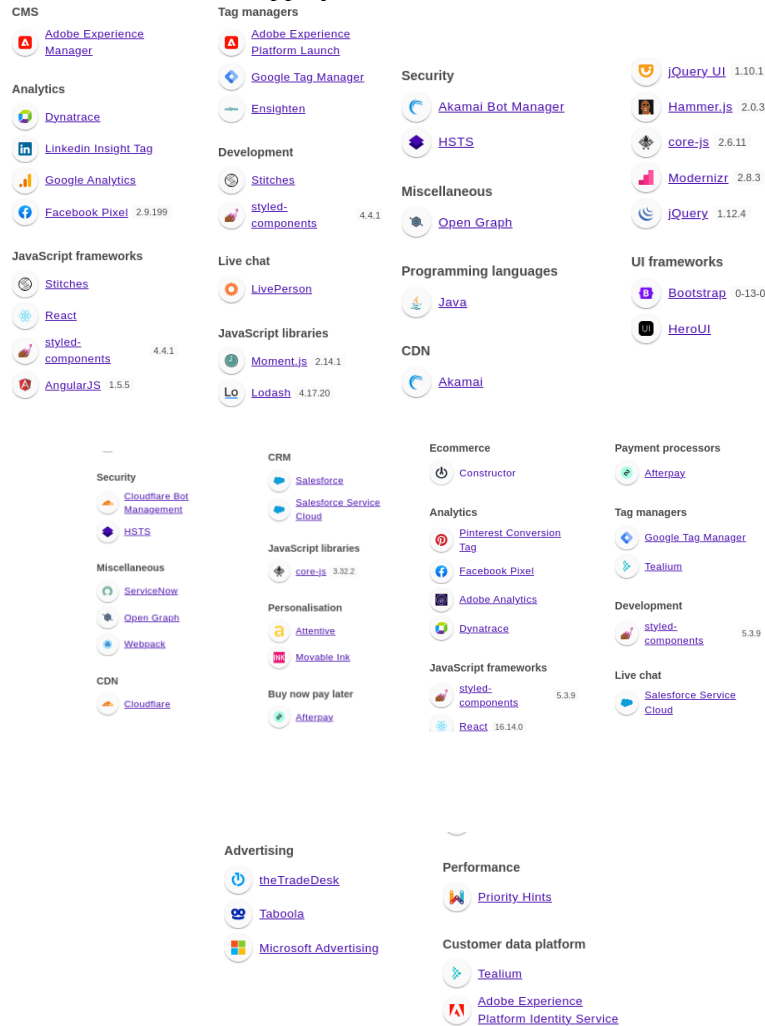 CMS
Adobe Experience
Manager
Analytics
Dynatrace
Linkedin Insight Tag
Google Analytics
Facebook Pixel 2.9.199
JavaScript frameworks
Stitches
React
styled-
components 4.4.1
AngularJS 1.5.5
Tag managers
Adobe Experience
Platform Launch
Google Tag Manager
Ensighten
Development
Stitches
styled-
components 4.4.1
Live chat
LivePerson
JavaScript libraries
Moment.js 2.14.1
Lo Lodash 4.17.20
Security
Akamai Bot Manager
HSTS
Miscellaneous
Open Graph
Programming languages
Java
CDN
Akamai
jQuery UI 1.10.1
Hammer.js 2.0.3
core-js 2.6.11
Modernizr 2.8.3
jQuery 1.12.4
UI frameworks
B Bootstrap 0-13-0
UI HeroUI
Security
Cloudflare Bot
Management
HSTS
Miscellaneous
ServiceNow
Open Graph
Webpack
CDN
Cloudflare
CRM
Salesforce
Salesforce Service
Cloud
JavaScript libraries
core-js 3.32.2
Personalisation
Attentive
INK Movable Ink
Buy now pay later
Afterpay
Ecommerce
Constructor
Analytics
Pinterest Conversion
Tag
Facebook Pixel
Adobe Analytics
Dynatrace
JavaScript frameworks
styled-
components 5.3.9
React 16.14.0
Payment processors
Afterpay
Tag managers
Google Tag Manager
Tealium
Development
styled-
components 5.3.9
Live chat
Salesforce Service
Cloud
Advertising
theTradeDesk
Taboola
Microsoft Advertising
Performance
Priority Hints
Customer data platform
Tealium
Adobe Experience
Platform Identity Service